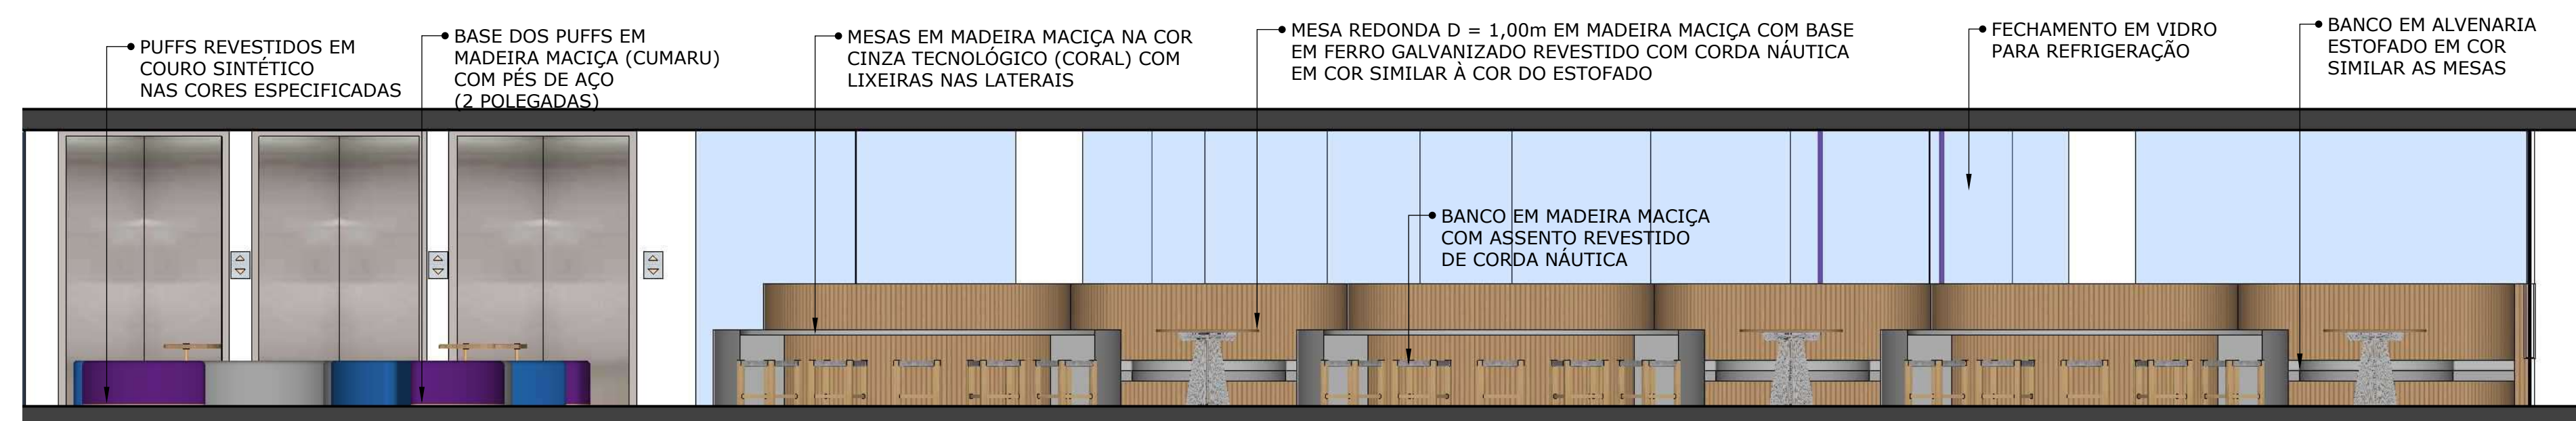 PUFFS REVESTIDOS EM
COURO SINTÉTICO
NAS CORES ESPECIFICADAS
BASE DOS PUFFS EM
MADEIRA MACIÇA (CUMARU)
COM PÉS DE AÇO
(2 POLEGADAS)
MESAS EM MADEIRA MACIÇA NA COR
CINZA TECNOLÓGICO (CORAL) COM
LIXEIRAS NAS LATERAIS
MESA REDONDA D = 1,00m EM MADEIRA MACIÇA COM BASE
EM FERRO GALVANIZADO REVESTIDO COM CORDA NÁUTICA
EM COR SIMILAR À COR DO ESTOFADO
FECHAMENTO EM VIDRO
PARA REFRIGERAÇÃO
BANCO EM ALVENARIA
ESTOFADO EM COR
SIMILAR AS MESAS
BANCO EM MADEIRA MACIÇA
COM ASSENTO REVESTIDO
DE CORDA NÁUTICA